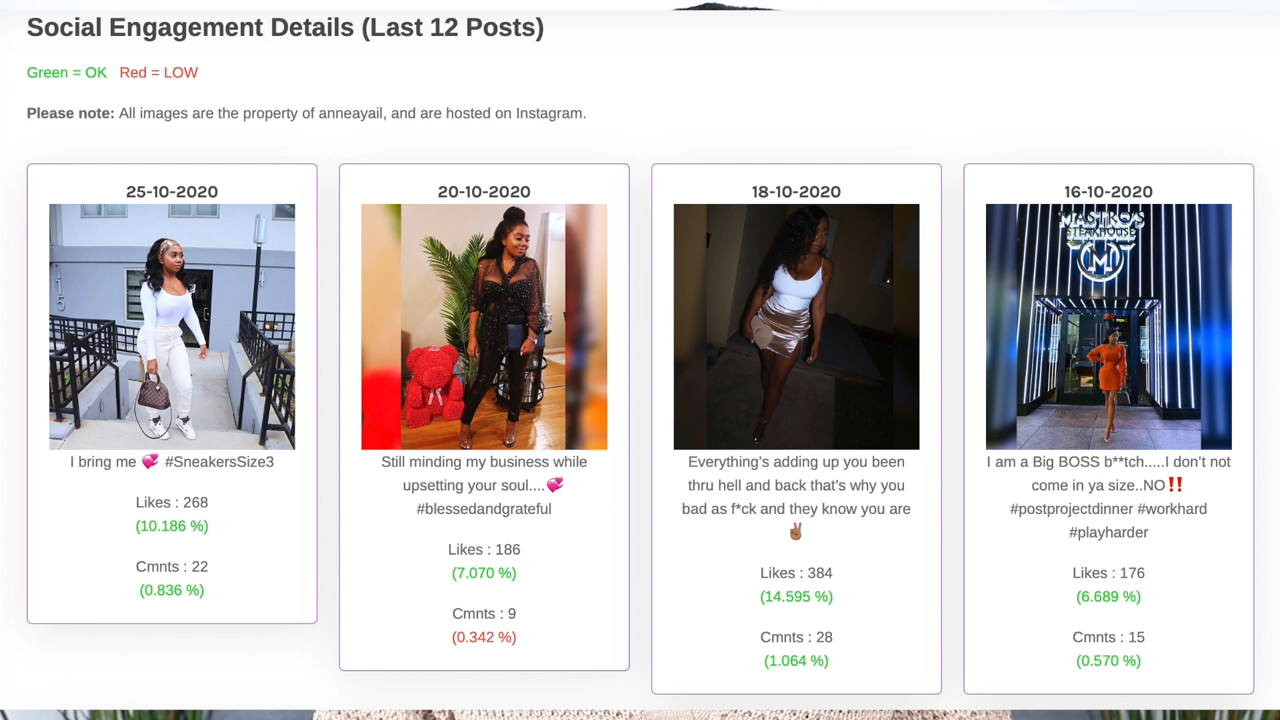 Social Engagement Details (Last 12 Posts)
Green = OK Red = LOW
Please note: All images are the property of anneayail, and are hosted on Instagram.
25-10-2020
15
I bring me 💞 #SneakersSize3
Likes : 268
(10.186 %)
Cmnts : 22
(0.836 %)
20-10-2020
Still minding my business while
upsetting your soul....💞
#blessedandgrateful
Likes : 186
(7.070 %)
Cmnts : 9
(0.342 %)
18-10-2020
Everything's adding up you been
thru hell and back that's why you
bad as f*ck and they know you are
✌🏾
Likes : 384
(14.595 %)
Cmnts : 28
(1.064 %)
16-10-2020
MASTRO'S
STEAKHOUSE
M
I am a Big BOSS b**tch.....I don't not
come in ya size..NO‼️
#postprojectdinner #workhard
#playharder
Likes : 176
(6.689 %)
Cmnts : 15
(0.570 %)